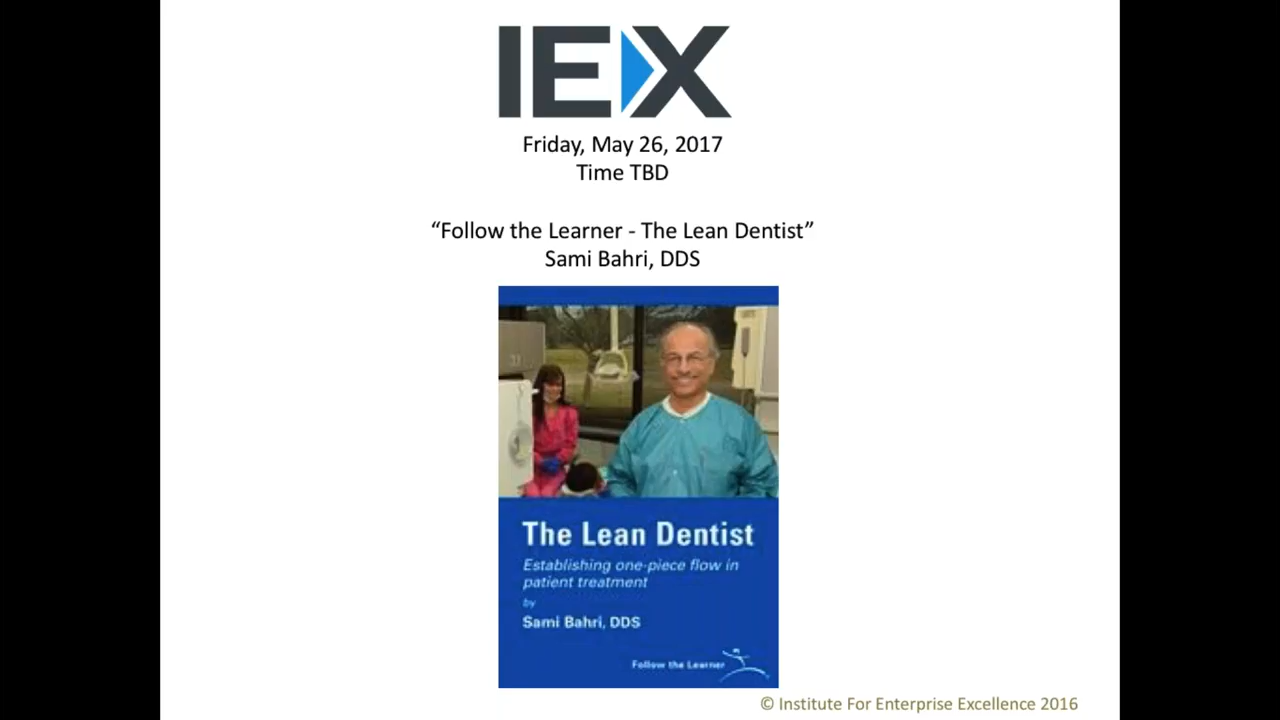 IEX
Friday, May 26, 2017
Time TBD
“Follow the Learner - The Lean Dentist”
Sami Bahri, DDS
The Lean Dentist
Establishing one-piece flow in
patient treatment
by
Sami Bahri, DDS
Follow the Learner
© Institute For Enterprise Excellence 2016